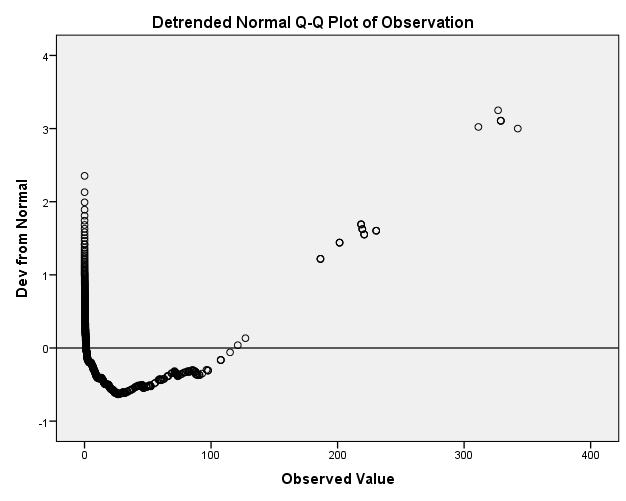 Detrended Normal Q-Q Plot of Observation
Dev from Normal
4
3
2
1
0
-1
0 100 200 300 400
Observed Value